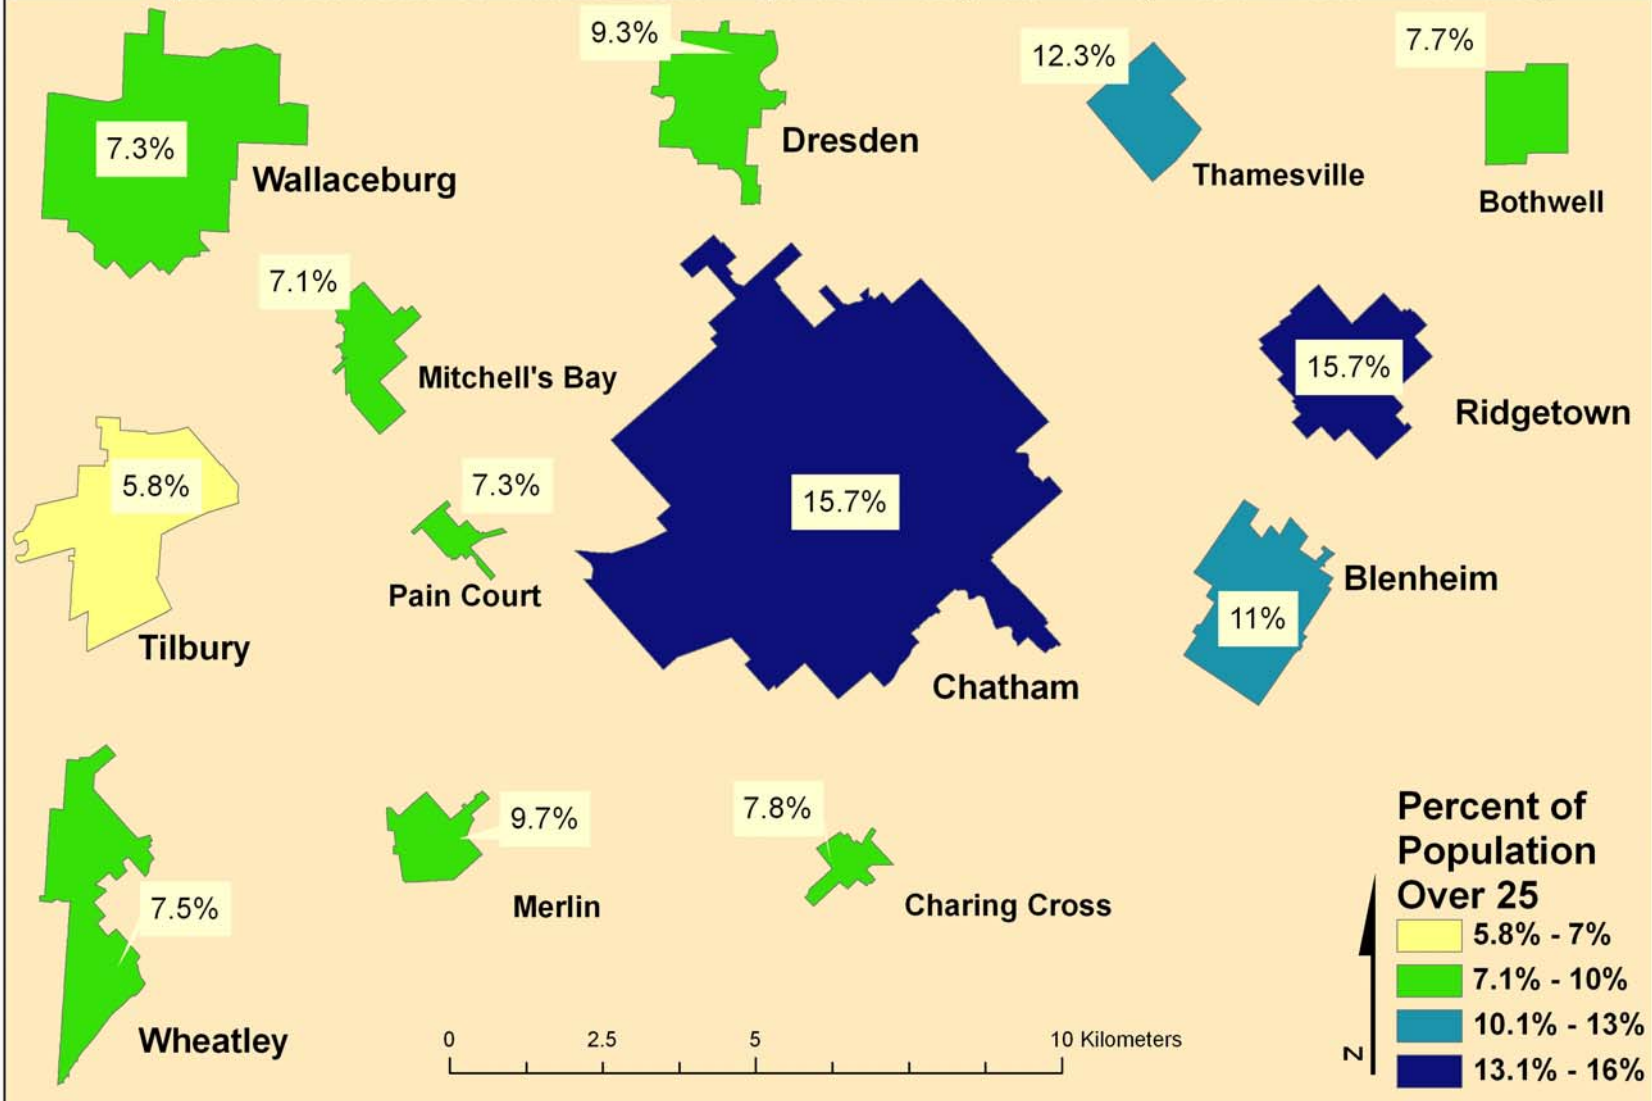 9.3%
12.3%
7.7%
7.3%
Wallaceburg
Dresden
Thamesville
Bothwell
7.1%
Mitchell's Bay
15.7%
Ridgetown
5.8%
Tilbury
7.3%
Pain Court
15.7%
Chatham
Blenheim
11%
7.5%
Wheatley
9.7%
Merlin
7.8%
Charing Cross
0 2.5 5 10 Kilometers
N
Percent of
Population
Over 25
5.8% - 7%
7.1% - 10%
10.1% - 13%
13.1% - 16%